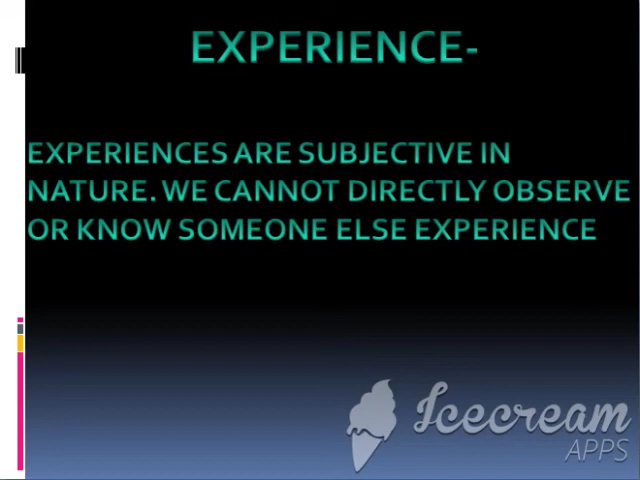 EXPERIENCE-
EXPERIENCES ARE SUBJECTIVE IN
NATURE. WE CANNOT DIRECTLY OBSERVE
OR KNOW SOMEONE ELSE EXPERIENCE
Icecream
APPS